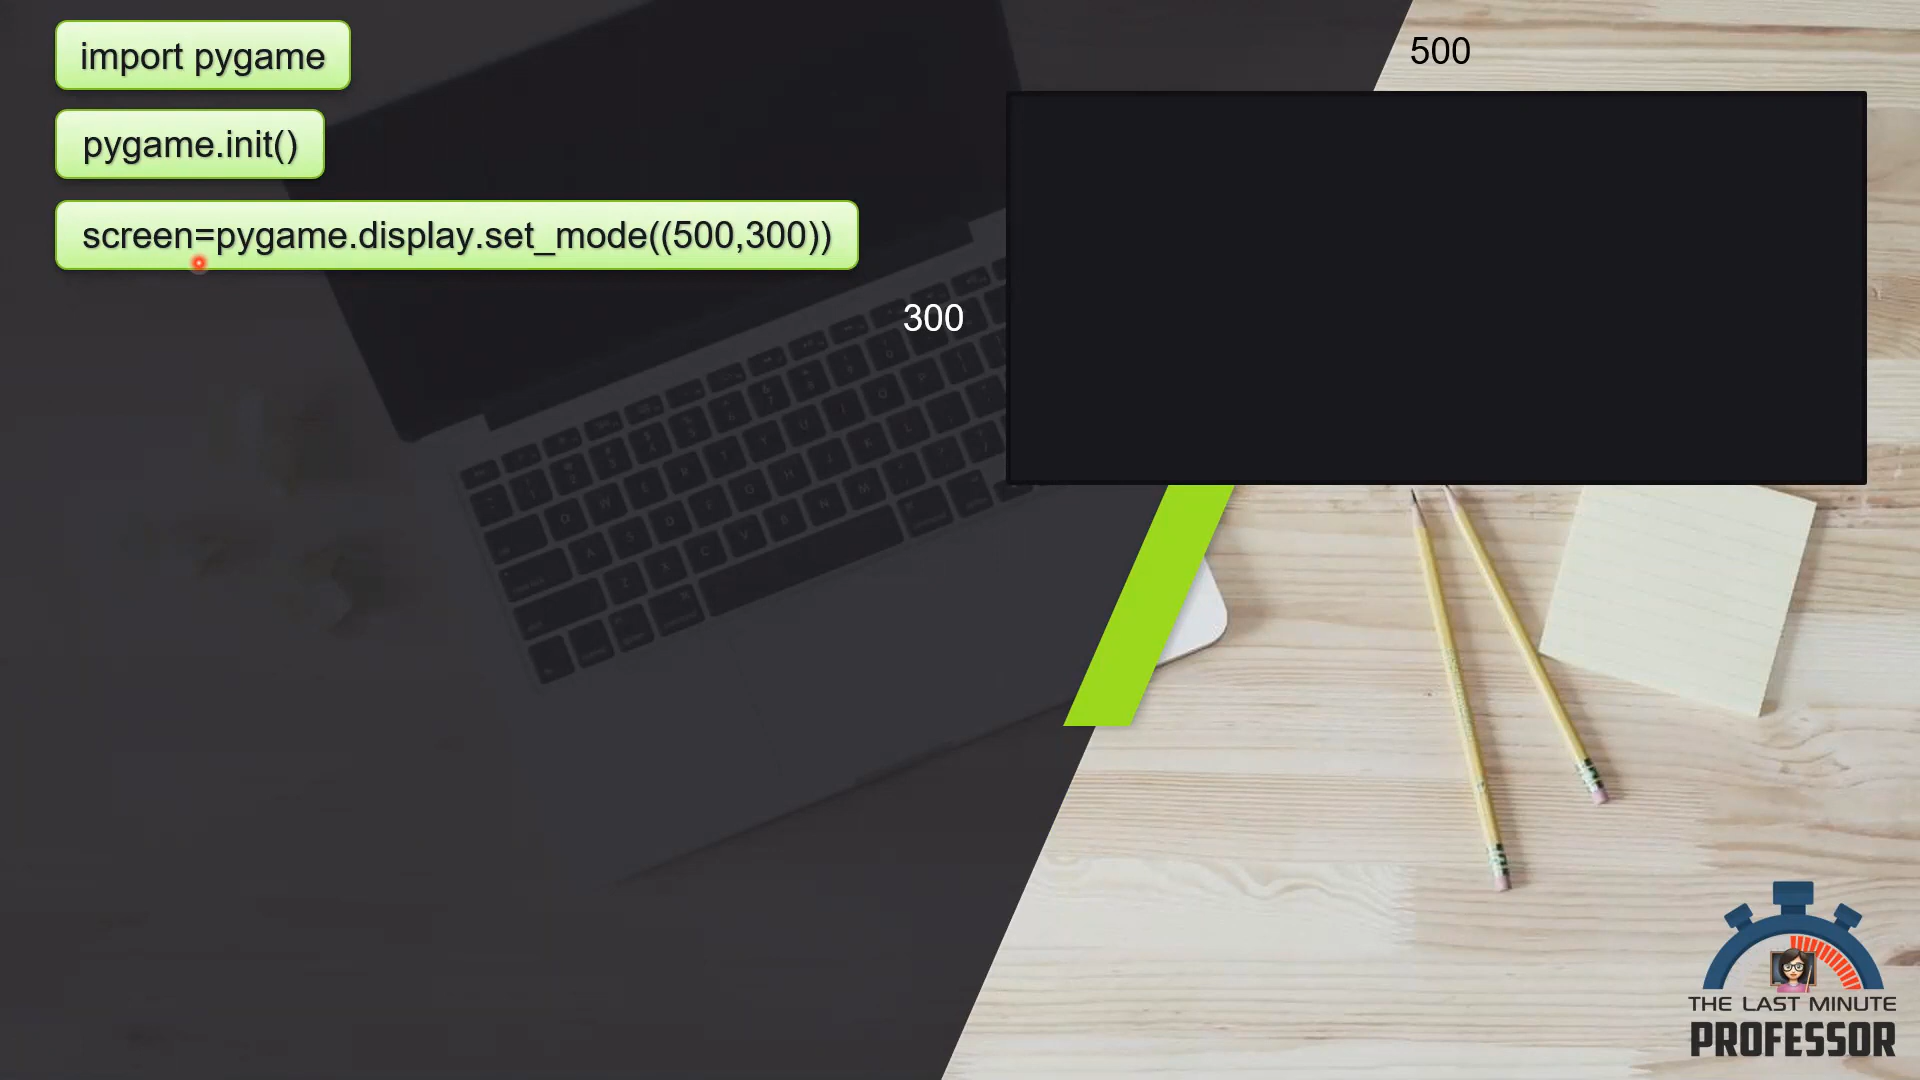 import pygame
500
pygame.init()
screen=pygame.display.set_mode((500,300))
300
THE LAST MINUTE
PROFESSOR